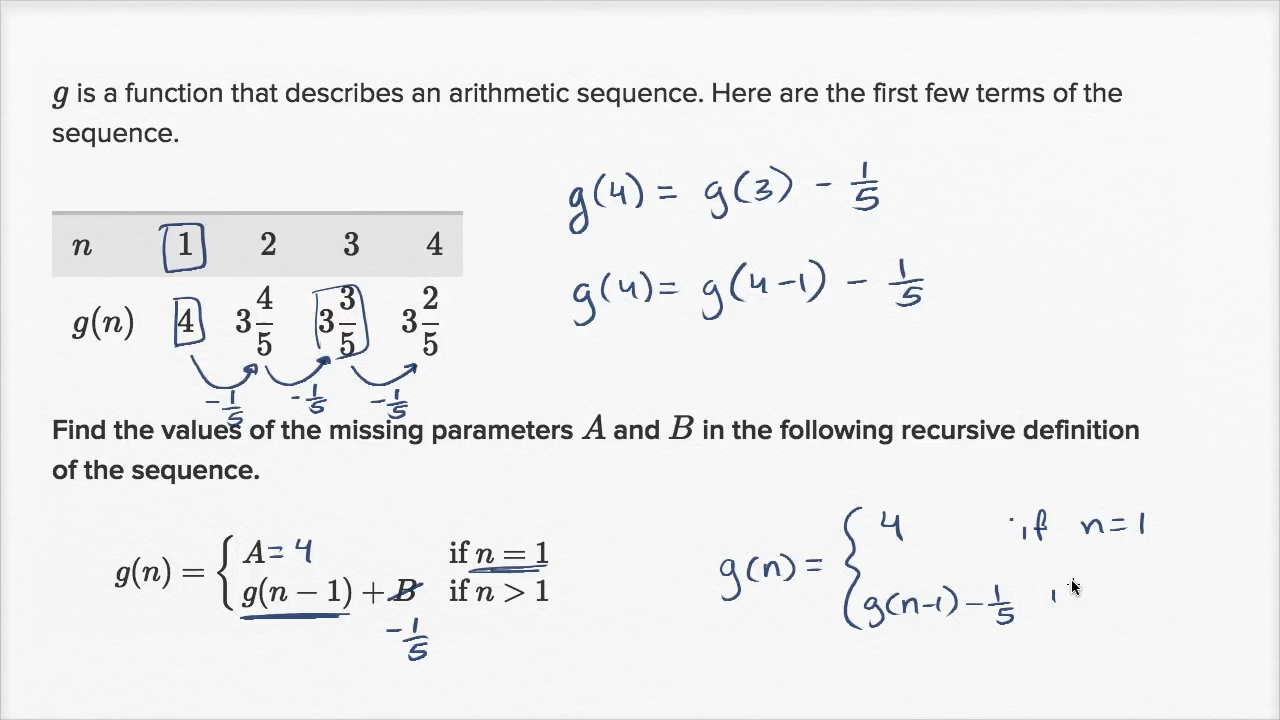 g is a function that describes an arithmetic sequence. Here are the first few terms of the
sequence.
g(4) = g(3) - 1/5
n 1 2 3 4
g(4) = g(4-1) - 1/5
g(n) 4 3 4/5 3 3/5 3 2/5
-1/5 -1/5 -1/5
Find the values of the missing parameters A and B in the following recursive definition
of the sequence.
g(n) = { A = 4 if n = 1
g(n − 1) + B if n > 1
-1/5
g(n) = { 4 if n = 1
g(n-1) - 1/5